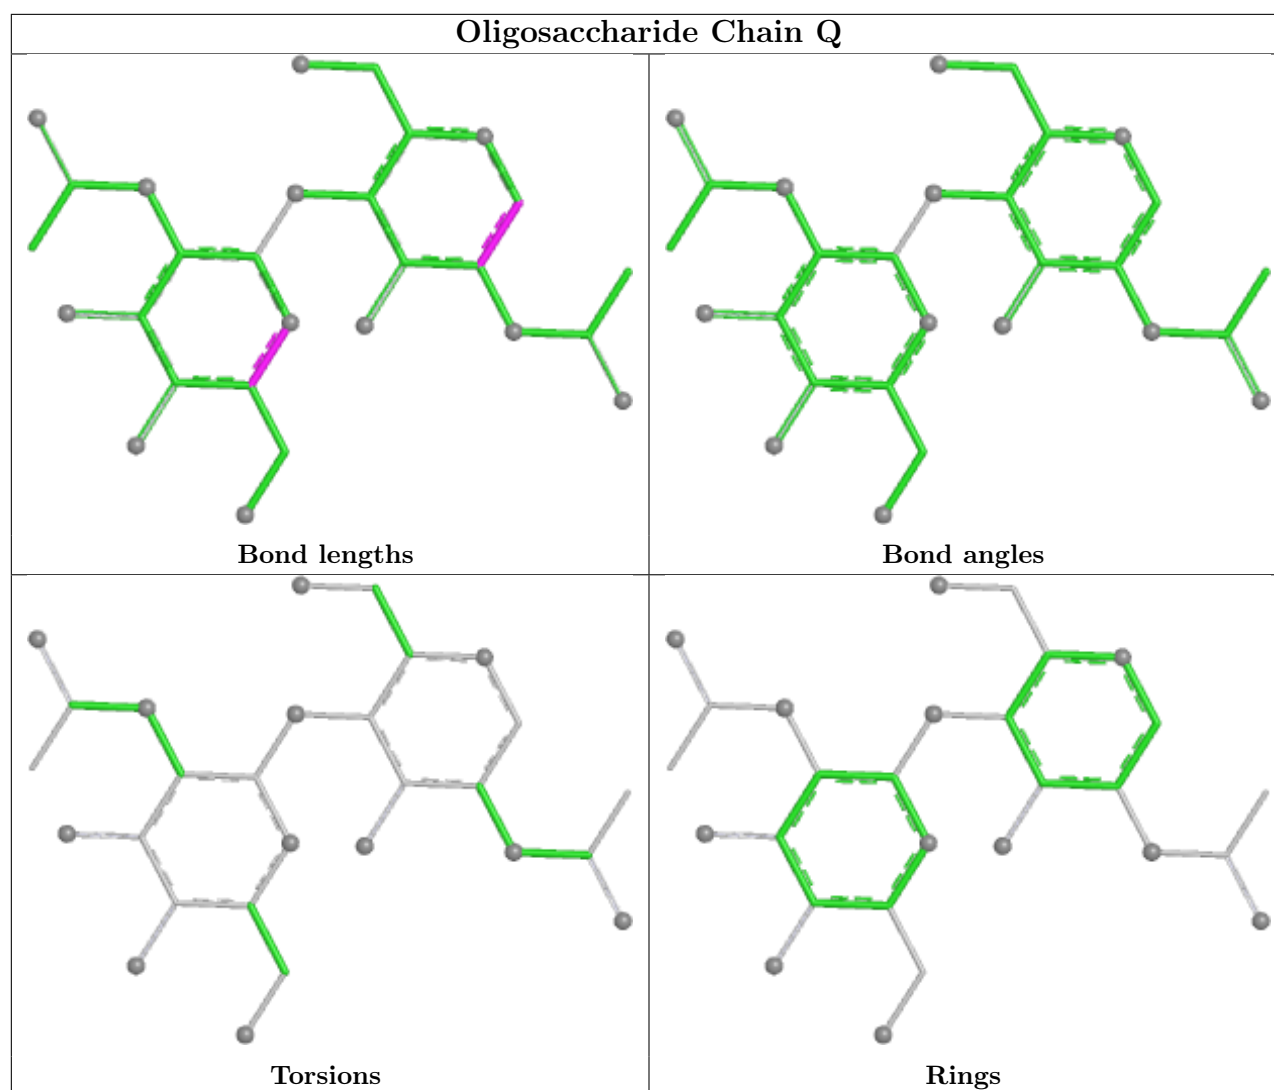 Oligosaccharide Chain Q
Bond lengths
Bond angles
Torsions
Rings